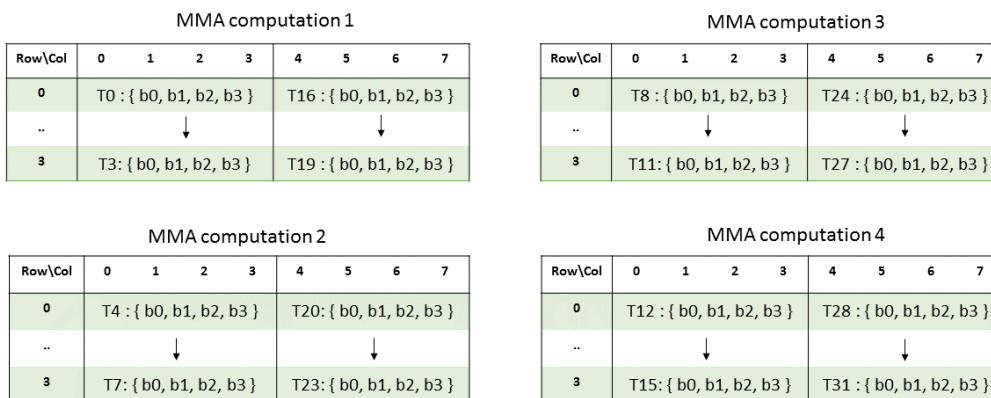 MMA computation 1
Row\Col 0 1 2 3 4 5 6 7
0 T0 : { b0, b1, b2, b3 } T16 : { b0, b1, b2, b3 }
..
3 T3: { b0, b1, b2, b3 } T19 : { b0, b1, b2, b3 }
MMA computation 3
Row\Col 0 1 2 3 4 5 6 7
0 T8 : { b0, b1, b2, b3 } T24 : { b0, b1, b2, b3 }
..
3 T11: { b0, b1, b2, b3 } T27 : { b0, b1, b2, b3 }
MMA computation 2
Row\Col 0 1 2 3 4 5 6 7
0 T4 : { b0, b1, b2, b3 } T20: { b0, b1, b2, b3 }
..
3 T7: { b0, b1, b2, b3 } T23: { b0, b1, b2, b3 }
MMA computation 4
Row\Col 0 1 2 3 4 5 6 7
0 T12 : { b0, b1, b2, b3 } T28 : { b0, b1, b2, b3 }
..
3 T15: { b0, b1, b2, b3 } T31 : { b0, b1, b2, b3 }